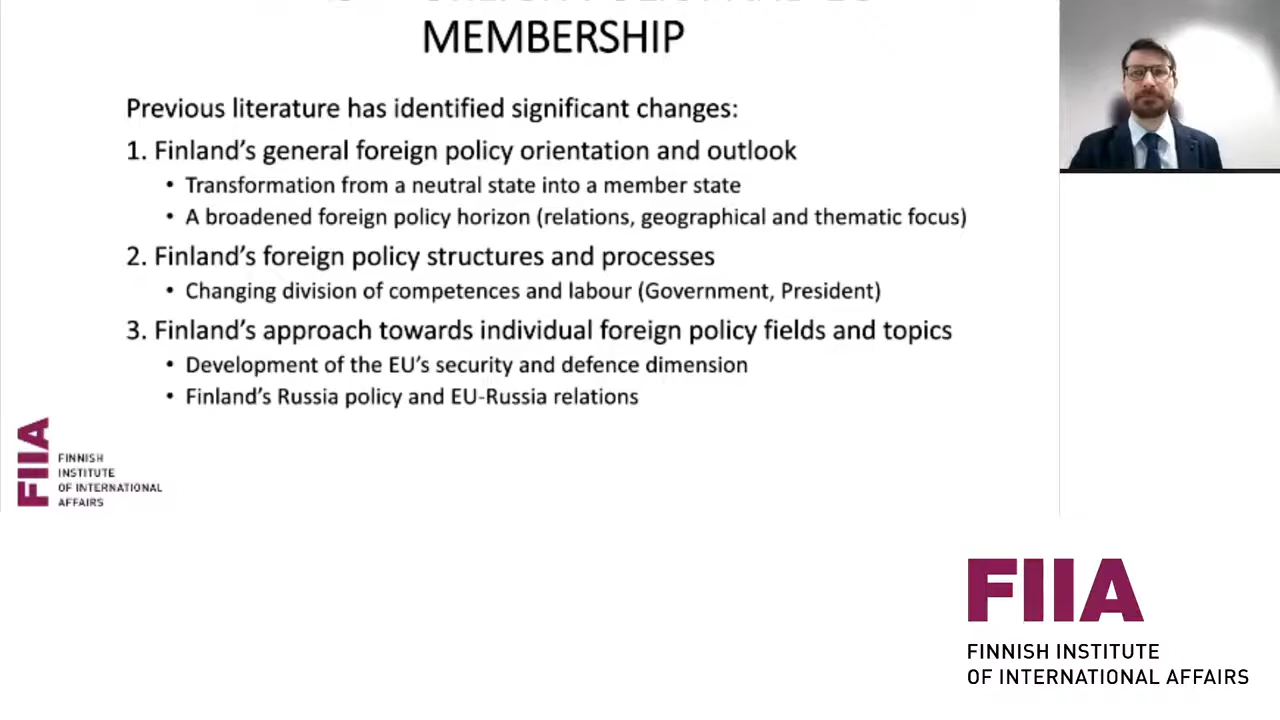 MEMBERSHIP
Previous literature has identified significant changes:
1. Finland’s general foreign policy orientation and outlook
• Transformation from a neutral state into a member state
• A broadened foreign policy horizon (relations, geographical and thematic focus)
2. Finland’s foreign policy structures and processes
• Changing division of competences and labour (Government, President)
3. Finland’s approach towards individual foreign policy fields and topics
• Development of the EU’s security and defence dimension
• Finland’s Russia policy and EU-Russia relations
FIIA
FINNISH
INSTITUTE
OF INTERNATIONAL
AFFAIRS
FIIA
FINNISH INSTITUTE
OF INTERNATIONAL AFFAIRS